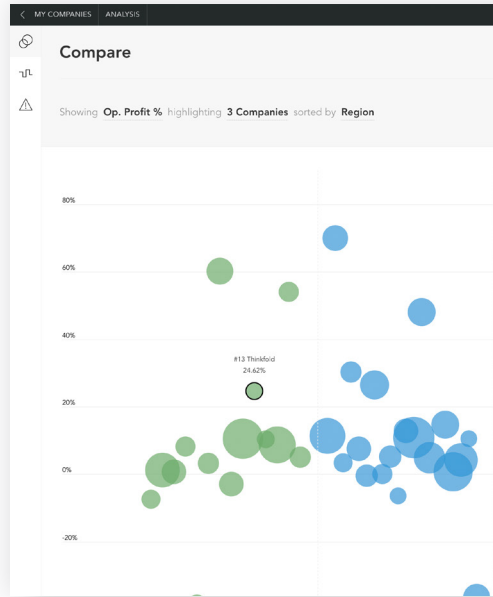 MY COMPANIES ANALYSIS
Compare
Showing Op. Profit % highlighting 3 Companies sorted by Region
80%
60%
40%
#13 Thinkfold
24.62%
20%
0%
-20%